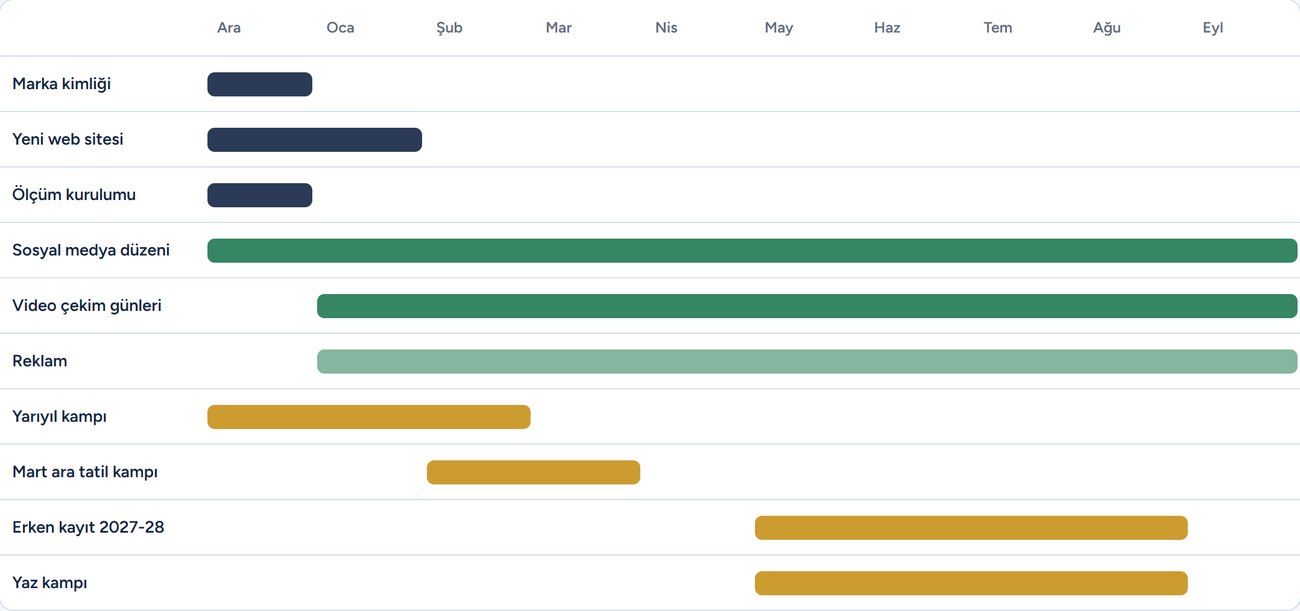 Ara Oca Şub Mar Nis May Haz Tem Ağu Eyl
Marka kimliği
Yeni web sitesi
Ölçüm kurulumu
Sosyal medya düzeni
Video çekim günleri
Reklam
Yarıyıl kampı
Mart ara tatil kampı
Erken kayıt 2027-28
Yaz kampı